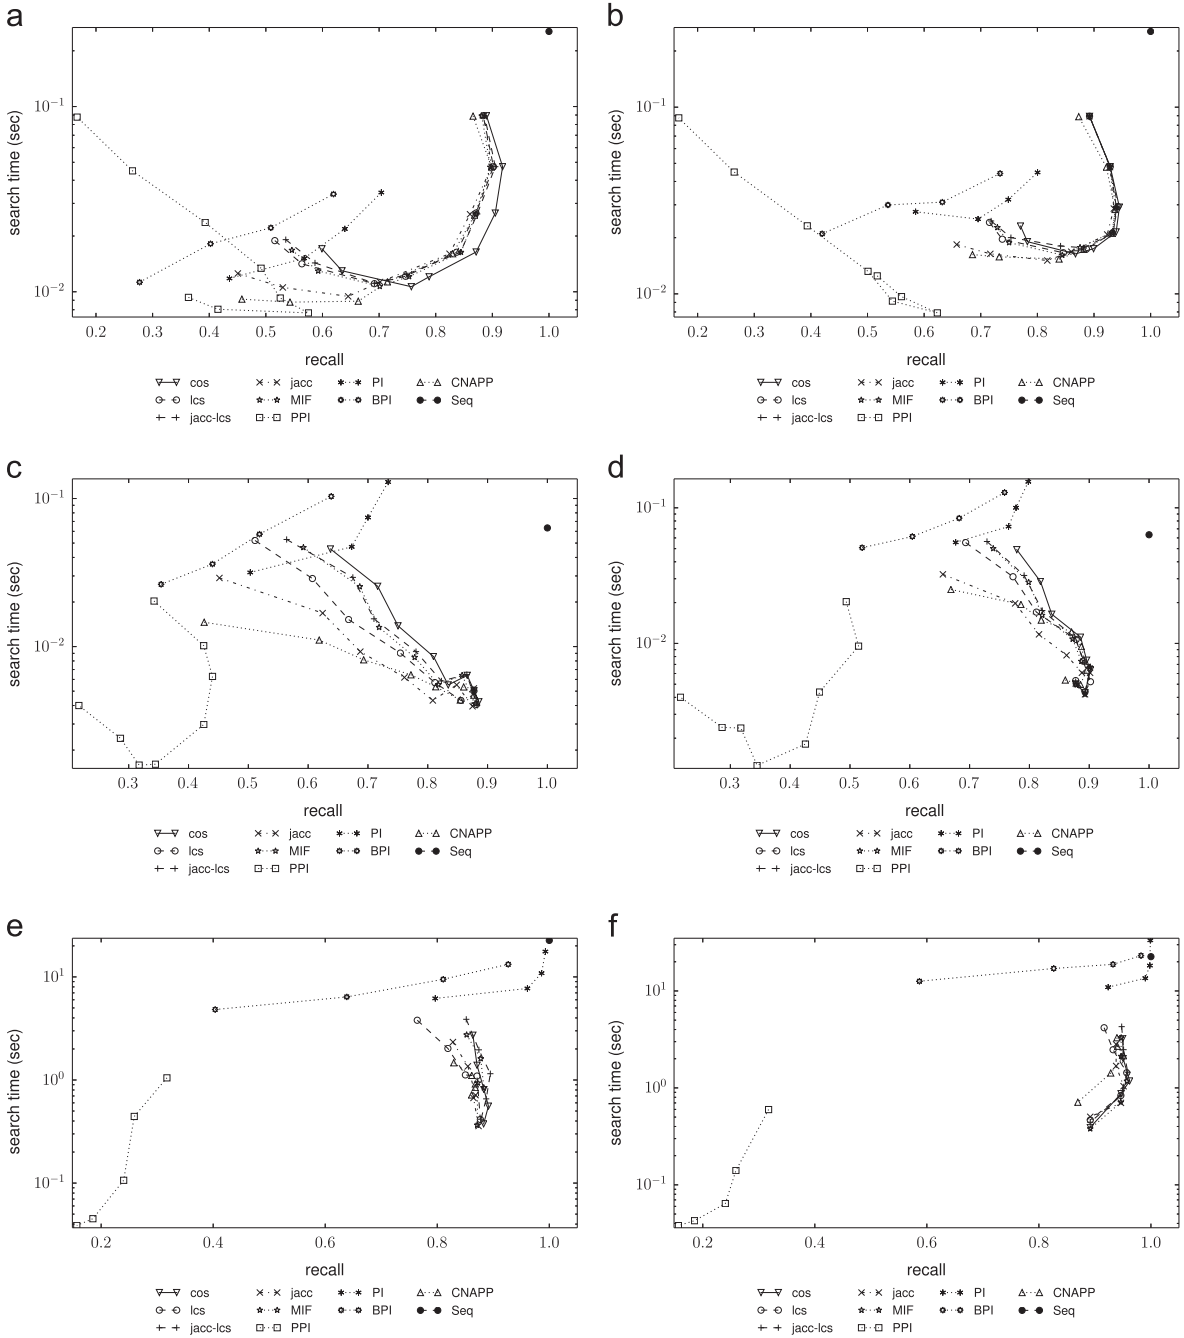 a
b
search time (sec)
10⁻¹
10⁻²
0.2 0.3 0.4 0.5 0.6 0.7 0.8 0.9 1.0
recall
cos jacc PI CNAPP
lcs MIF BPI Seq
jacc-lcs PPI
search time (sec)
10⁻¹
10⁻²
0.2 0.3 0.4 0.5 0.6 0.7 0.8 0.9 1.0
recall
cos jacc PI CNAPP
lcs MIF BPI Seq
jacc-lcs PPI
c
d
search time (sec)
10⁻¹
10⁻²
0.3 0.4 0.5 0.6 0.7 0.8 0.9 1.0
recall
cos jacc PI CNAPP
lcs MIF BPI Seq
jacc-lcs PPI
search time (sec)
10⁻¹
10⁻²
0.3 0.4 0.5 0.6 0.7 0.8 0.9 1.0
recall
cos jacc PI CNAPP
lcs MIF BPI Seq
jacc-lcs PPI
e
f
search time (sec)
10¹
10⁰
10⁻¹
0.2 0.4 0.6 0.8 1.0
recall
cos jacc PI CNAPP
lcs MIF BPI Seq
jacc-lcs PPI
search time (sec)
10¹
10⁰
10⁻¹
0.2 0.4 0.6 0.8 1.0
recall
cos jacc PI CNAPP
lcs MIF BPI Seq
jacc-lcs PPI